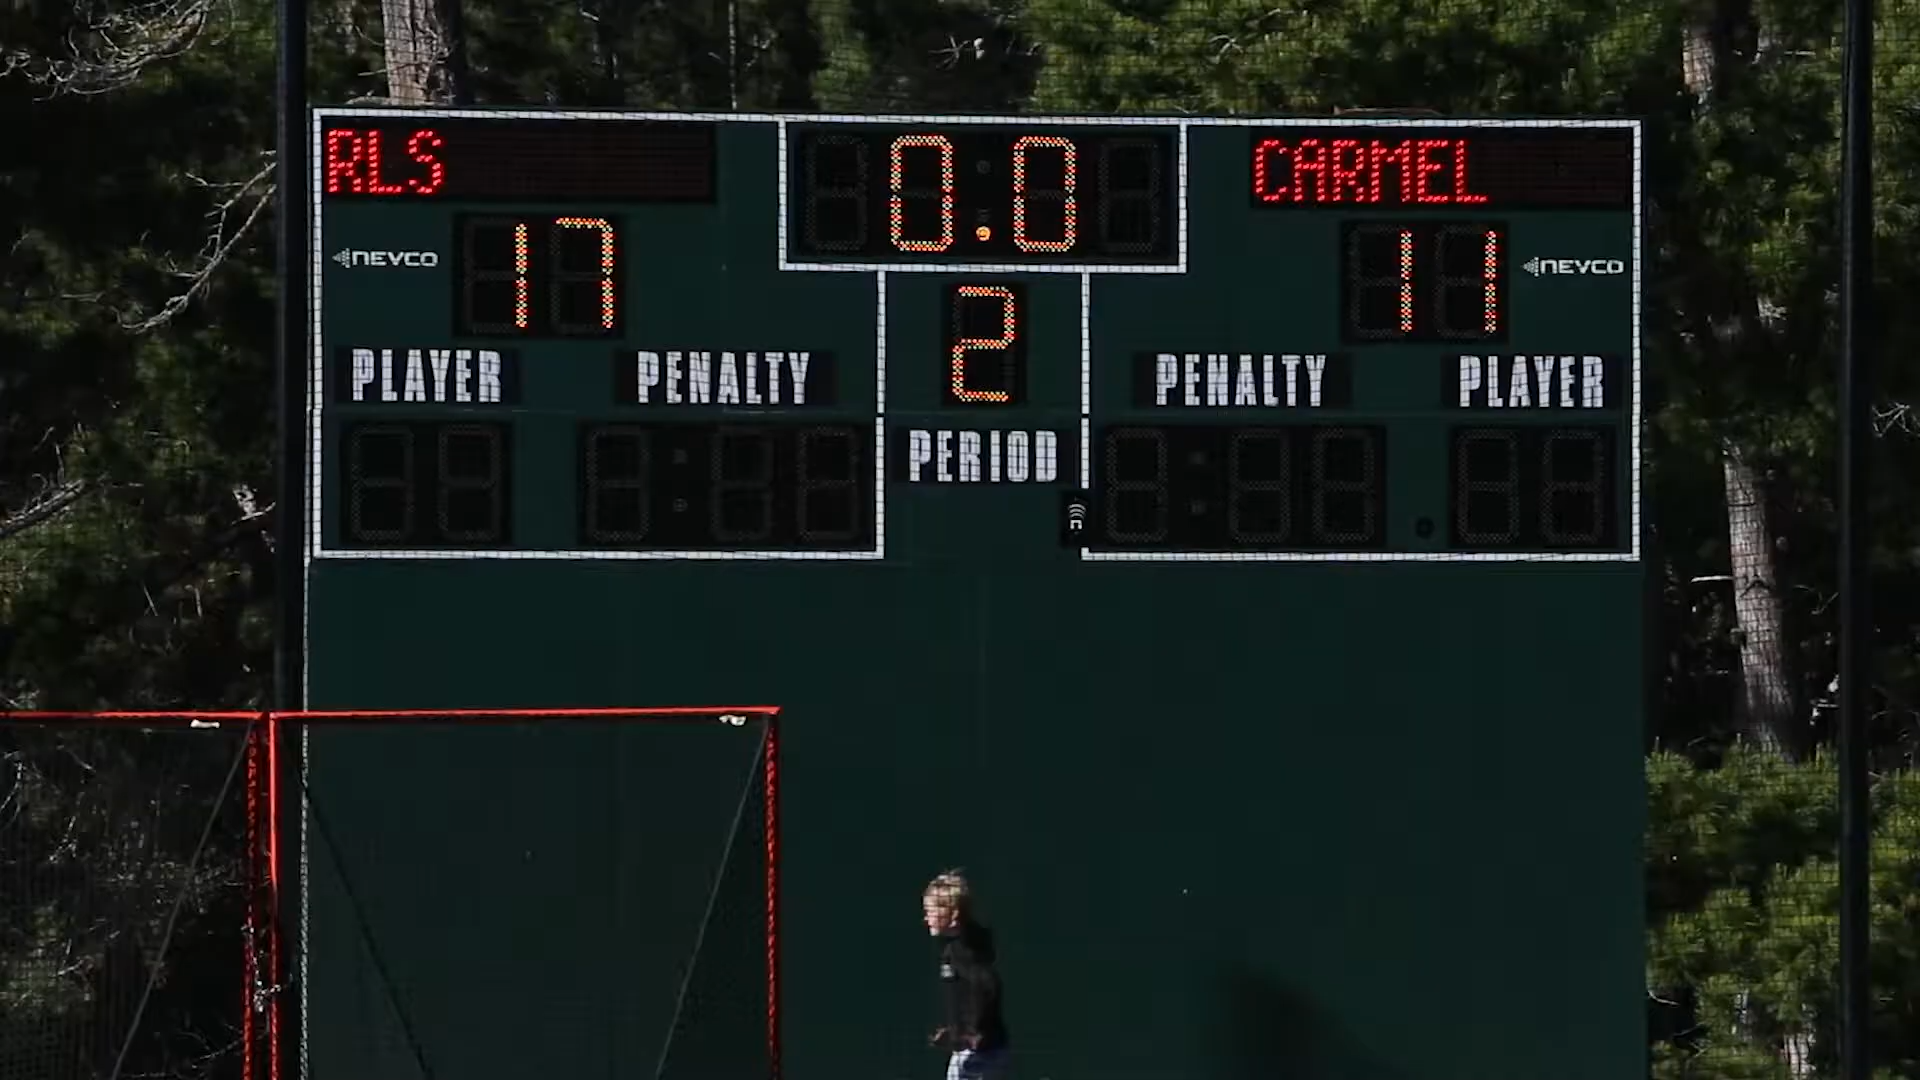 RLS 0.0 CARMEL
NEVCO 17 11 NEVCO
2
PLAYER PENALTY PENALTY PLAYER
PERIOD